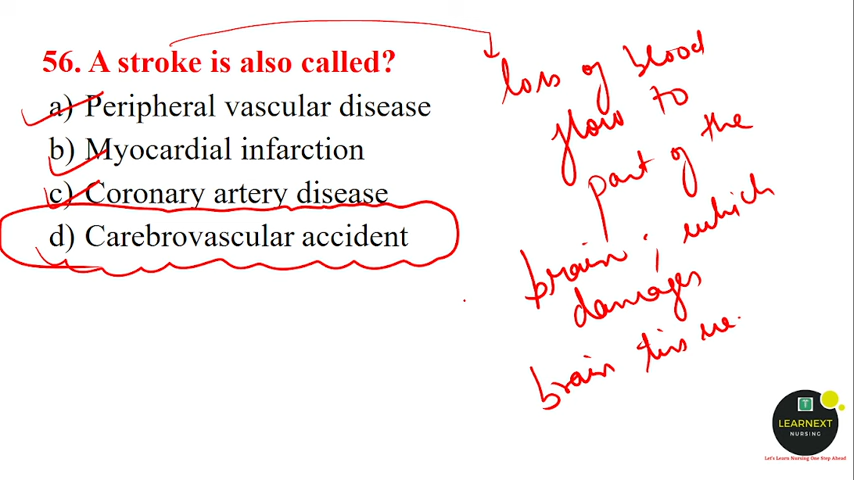 56. A stroke is also called?
a) Peripheral vascular disease
b) Myocardial infarction
c) Coronary artery disease
d) Carebrovascular accident
loss of blood
flow to
part of the
brain, which
damages
brain tissue.
T
LEARNEXT
NURSING
Let's Learn Nursing One Step Ahead